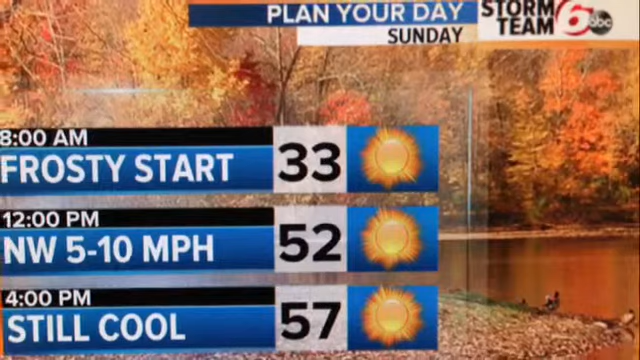 PLAN YOUR DAY
SUNDAY
STORM
TEAM
6
abc
8:00 AM
FROSTY START
33
12:00 PM
NW 5-10 MPH
52
4:00 PM
STILL COOL
57